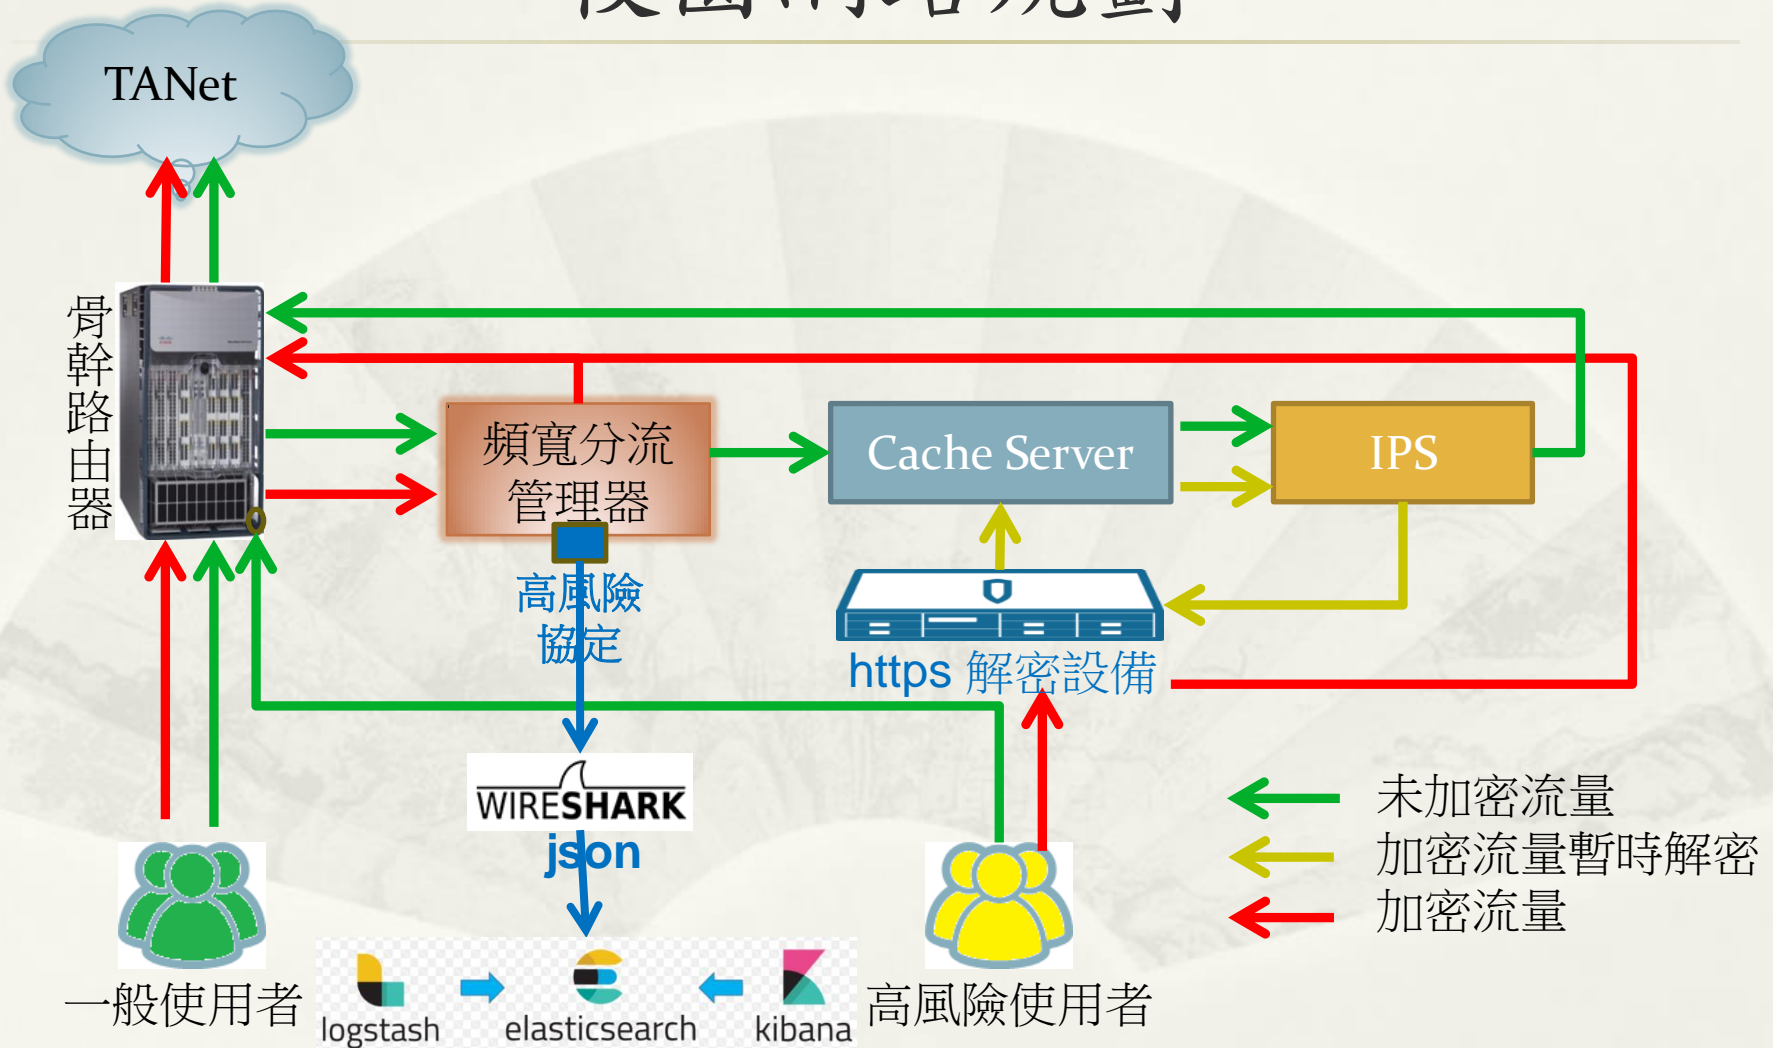 TANet
骨幹路由器
頻寬分流
管理器
Cache Server
IPS
高風險
協定
https 解密設備
WIRESHARK
json
未加密流量
加密流量暫時解密
加密流量
一般使用者
logstash
elasticsearch
kibana
高風險使用者